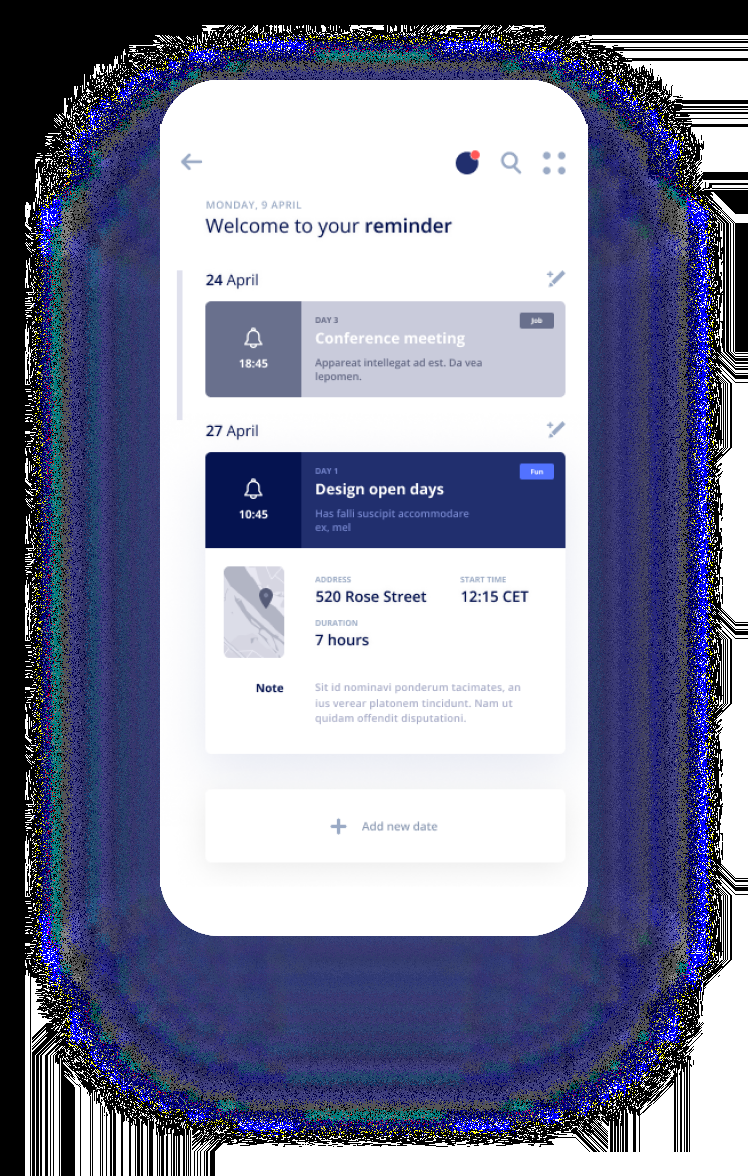 MONDAY, 9 APRIL
Welcome to your reminder
24 April
DAY 3
Job
Conference meeting
18:45
Appareat intellegat ad est. Da vea
lepomen.
27 April
DAY 1
Fun
Design open days
10:45
Has falli suscipit accommodare
ex, mel
ADDRESS
START TIME
520 Rose Street
12:15 CET
DURATION
7 hours
Note
Sit id nominavi ponderum tacimates, an
ius verear platonem tincidunt. Nam ut
quidam offendit disputationi.
Add new date